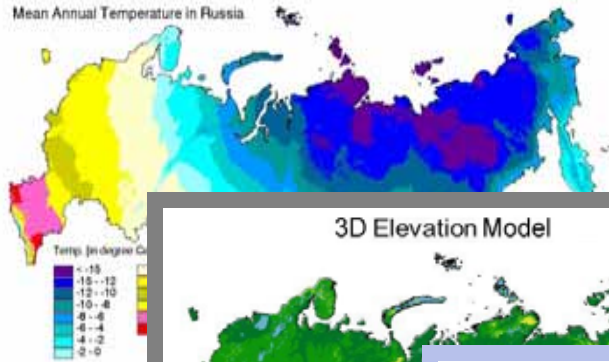 Mean Annual Temperature in Russia
Temp. [in degree Ce
< -15
-15 - -12
-12 - -10
-10 - -8
-8 - -6
-6 - -4
-4 - -2
-2 - 0
3D Elevation Model